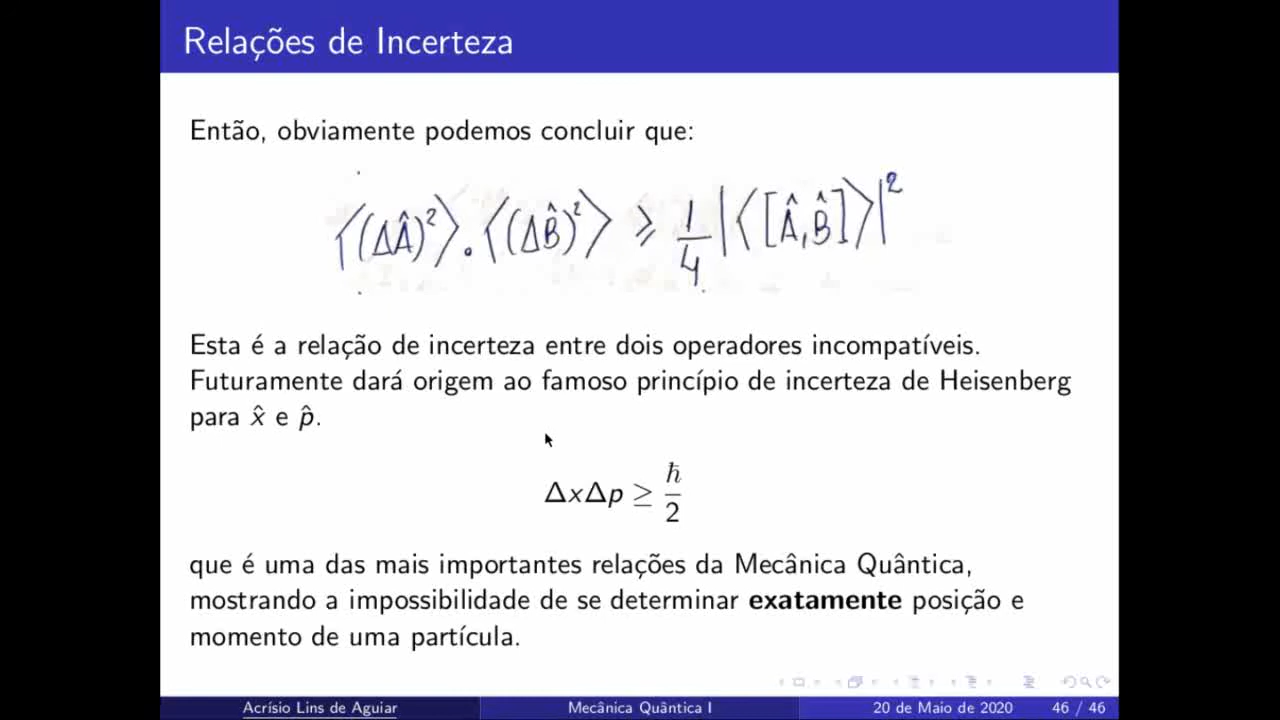 Relações de Incerteza
Então, obviamente podemos concluir que:
⟨(ΔÂ)²⟩.⟨(ΔB̂)²⟩ ⩾ 1/4 |⟨[Â,B̂]⟩|²
Esta é a relação de incerteza entre dois operadores incompatíveis.
Futuramente dará origem ao famoso princípio de incerteza de Heisenberg
para x̂ e p̂.
ΔxΔp ≥ ℏ/2
que é uma das mais importantes relações da Mecânica Quântica,
mostrando a impossibilidade de se determinar exatamente posição e
momento de uma partícula.
Acrísio Lins de Aguiar Mecânica Quântica I 20 de Maio de 2020 46 / 46